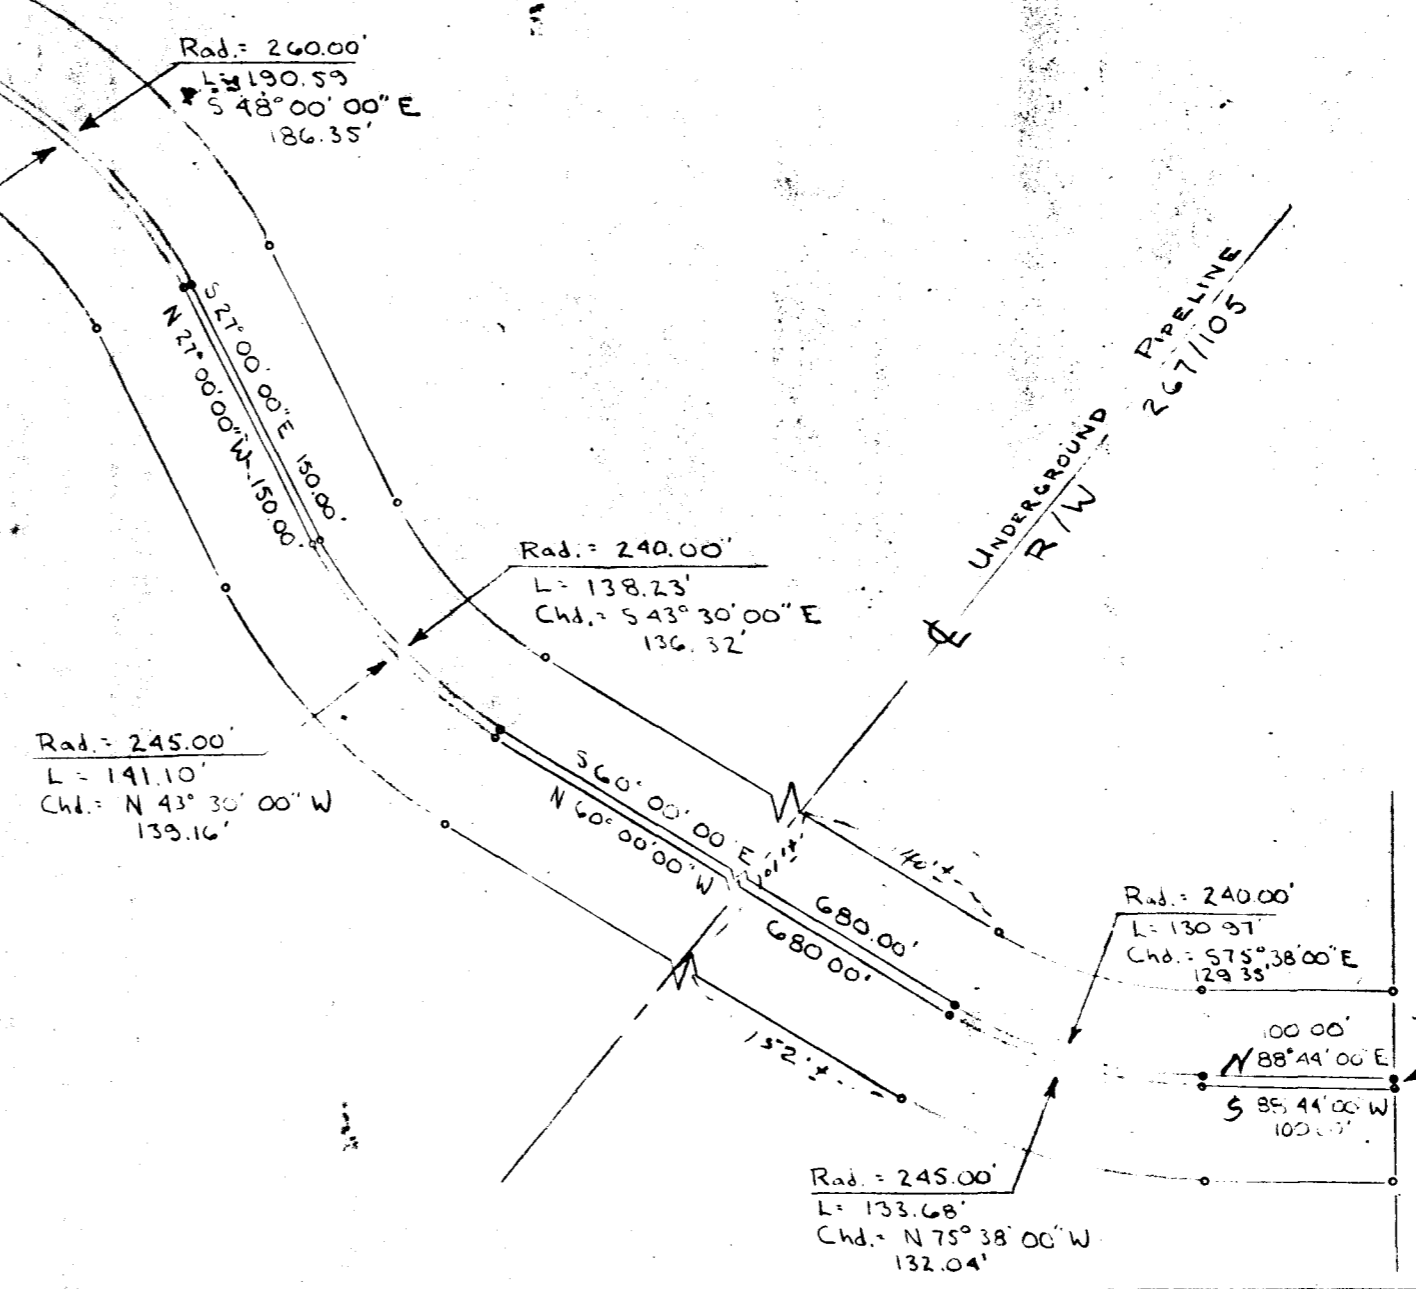 Rad. = 260.00'
L = 190.59
S 48° 00' 00" E
186.35'
S 27° 00' 00" E 150.00.
N 27° 00' 00" W 150.00.
UNDERGROUND PIPELINE
R/W 267/105
℄
Rad. = 240.00'
L = 138.23'
Chd. = S 43° 30' 00" E
136.32'
Rad. = 245.00'
L = 141.10'
Chd. = N 43° 30' 00" W
139.16'
S 60° 00' 00 E 680.00'
N 60° 00' 00" W 680 00'
40' ±
152' ±
Rad. = 240.00'
L = 130 97'
Chd. = S 75° 38' 00" E
129 35'
100 00'
N 88° 44' 00 E
S 44' 00 W
Rad. = 245.00'
L = 133.68'
Chd. = N 75° 38' 00" W
132.04'